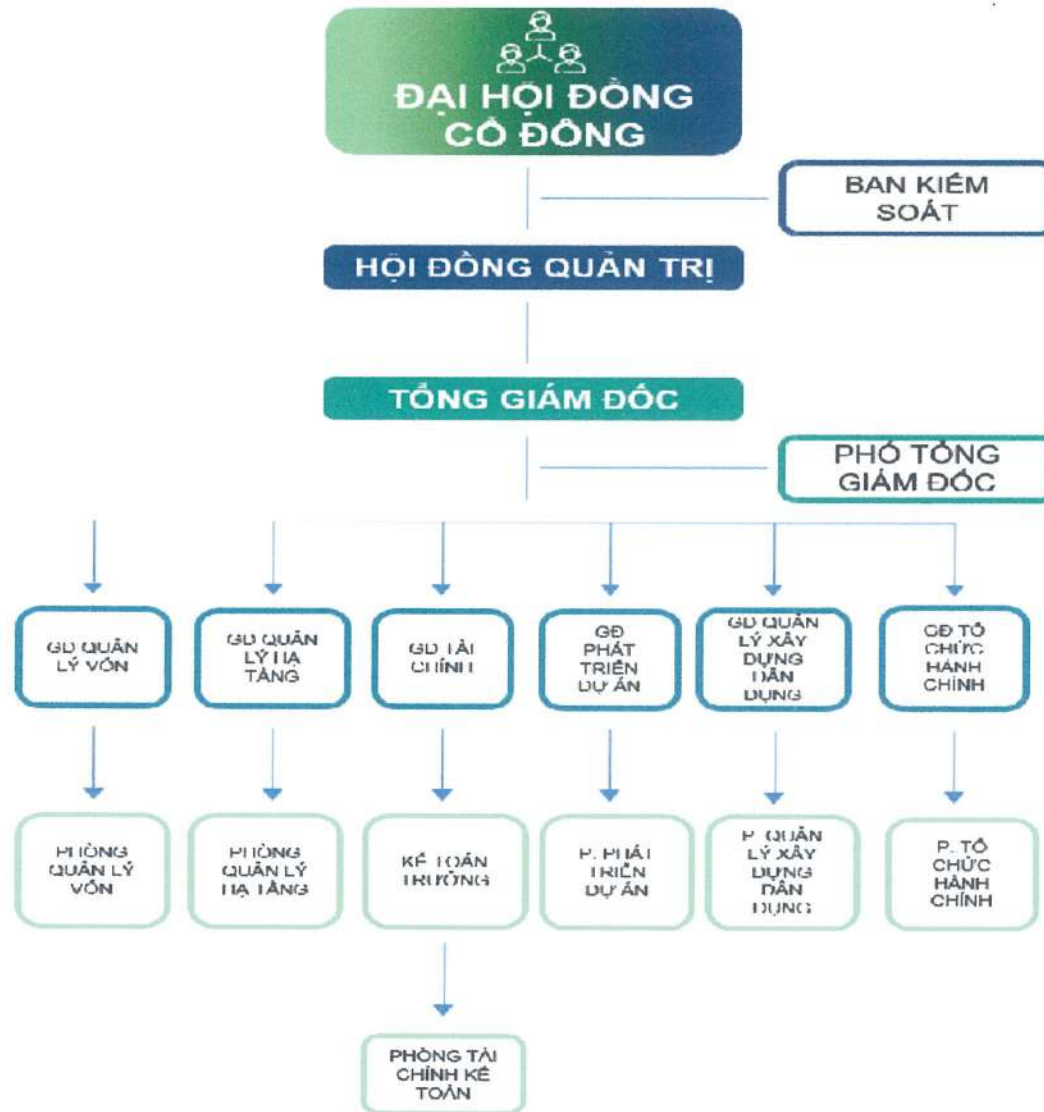 ĐẠI HỘI ĐỒNG
CỔ ĐÔNG
BAN KIỂM
SOÁT
HỘI ĐỒNG QUẢN TRỊ
TỔNG GIÁM ĐỐC
PHÓ TỔNG
GIÁM ĐỐC
GĐ QUẢN
LÝ VỐN
GĐ QUẢN
LÝ HẠ
TẦNG
GĐ TÀI
CHÍNH
GĐ
PHÁT
TRIỂN
DỰ ÁN
GĐ QUẢN
LÝ XÂY
DỰNG
DÂN
DỤNG
GĐ TỔ
CHỨC
HÀNH
CHÍNH
PHÒNG
QUẢN LÝ
VỐN
PHÒNG
QUẢN LÝ
HẠ TẦNG
KẾ TOÁN
TRƯỞNG
P. PHÁT
TRIỂN
DỰ ÁN
P. QUẢN
LÝ XÂY
DỰNG
DÂN
DỤNG
P. TỔ
CHỨC
HÀNH
CHÍNH
PHÒNG TÀI
CHÍNH KẾ
TOÁN